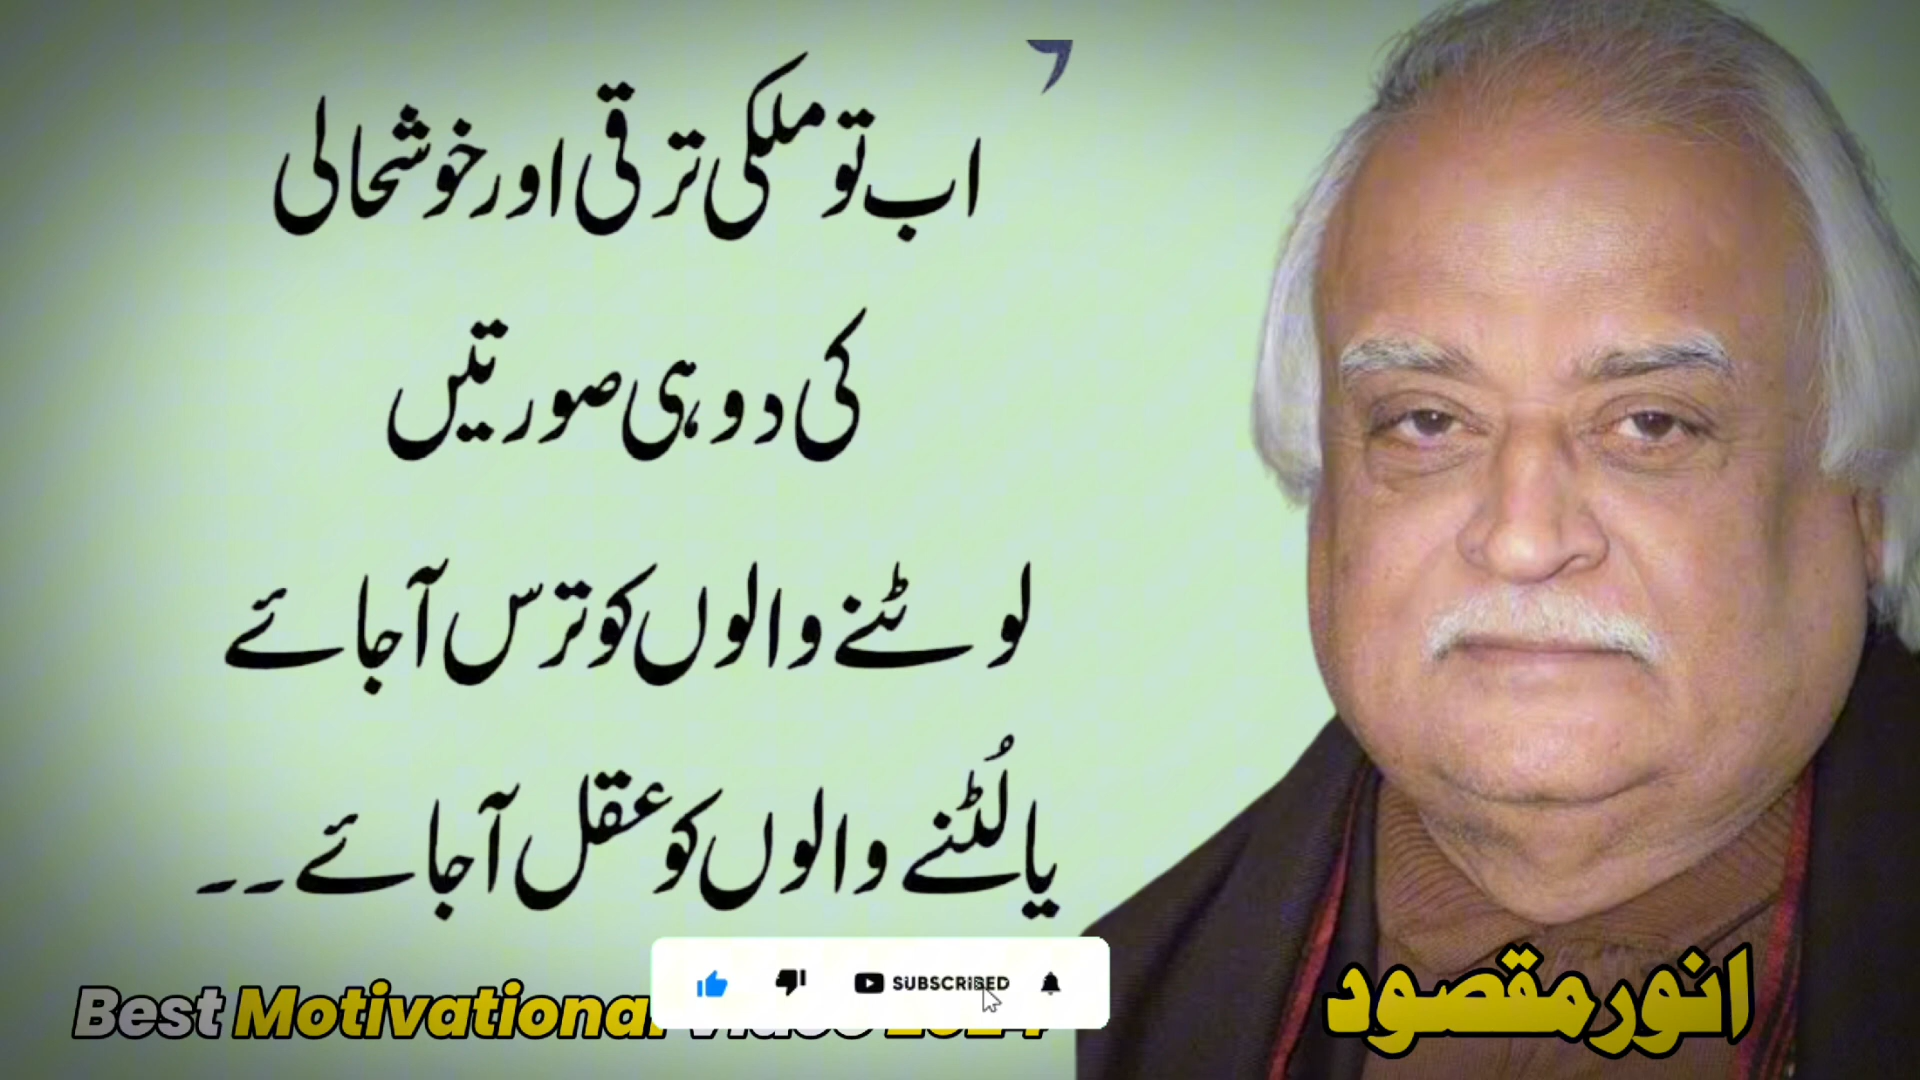 اب تو ملکی ترقی اور خوشحالی
کی دو ہی صورتیں
لوٹنے والوں کو ترس آجائے
یا لُٹنے والوں کو عقل آجائے۔۔
SUBSCRIBED
Best Motivational
انور مقصود